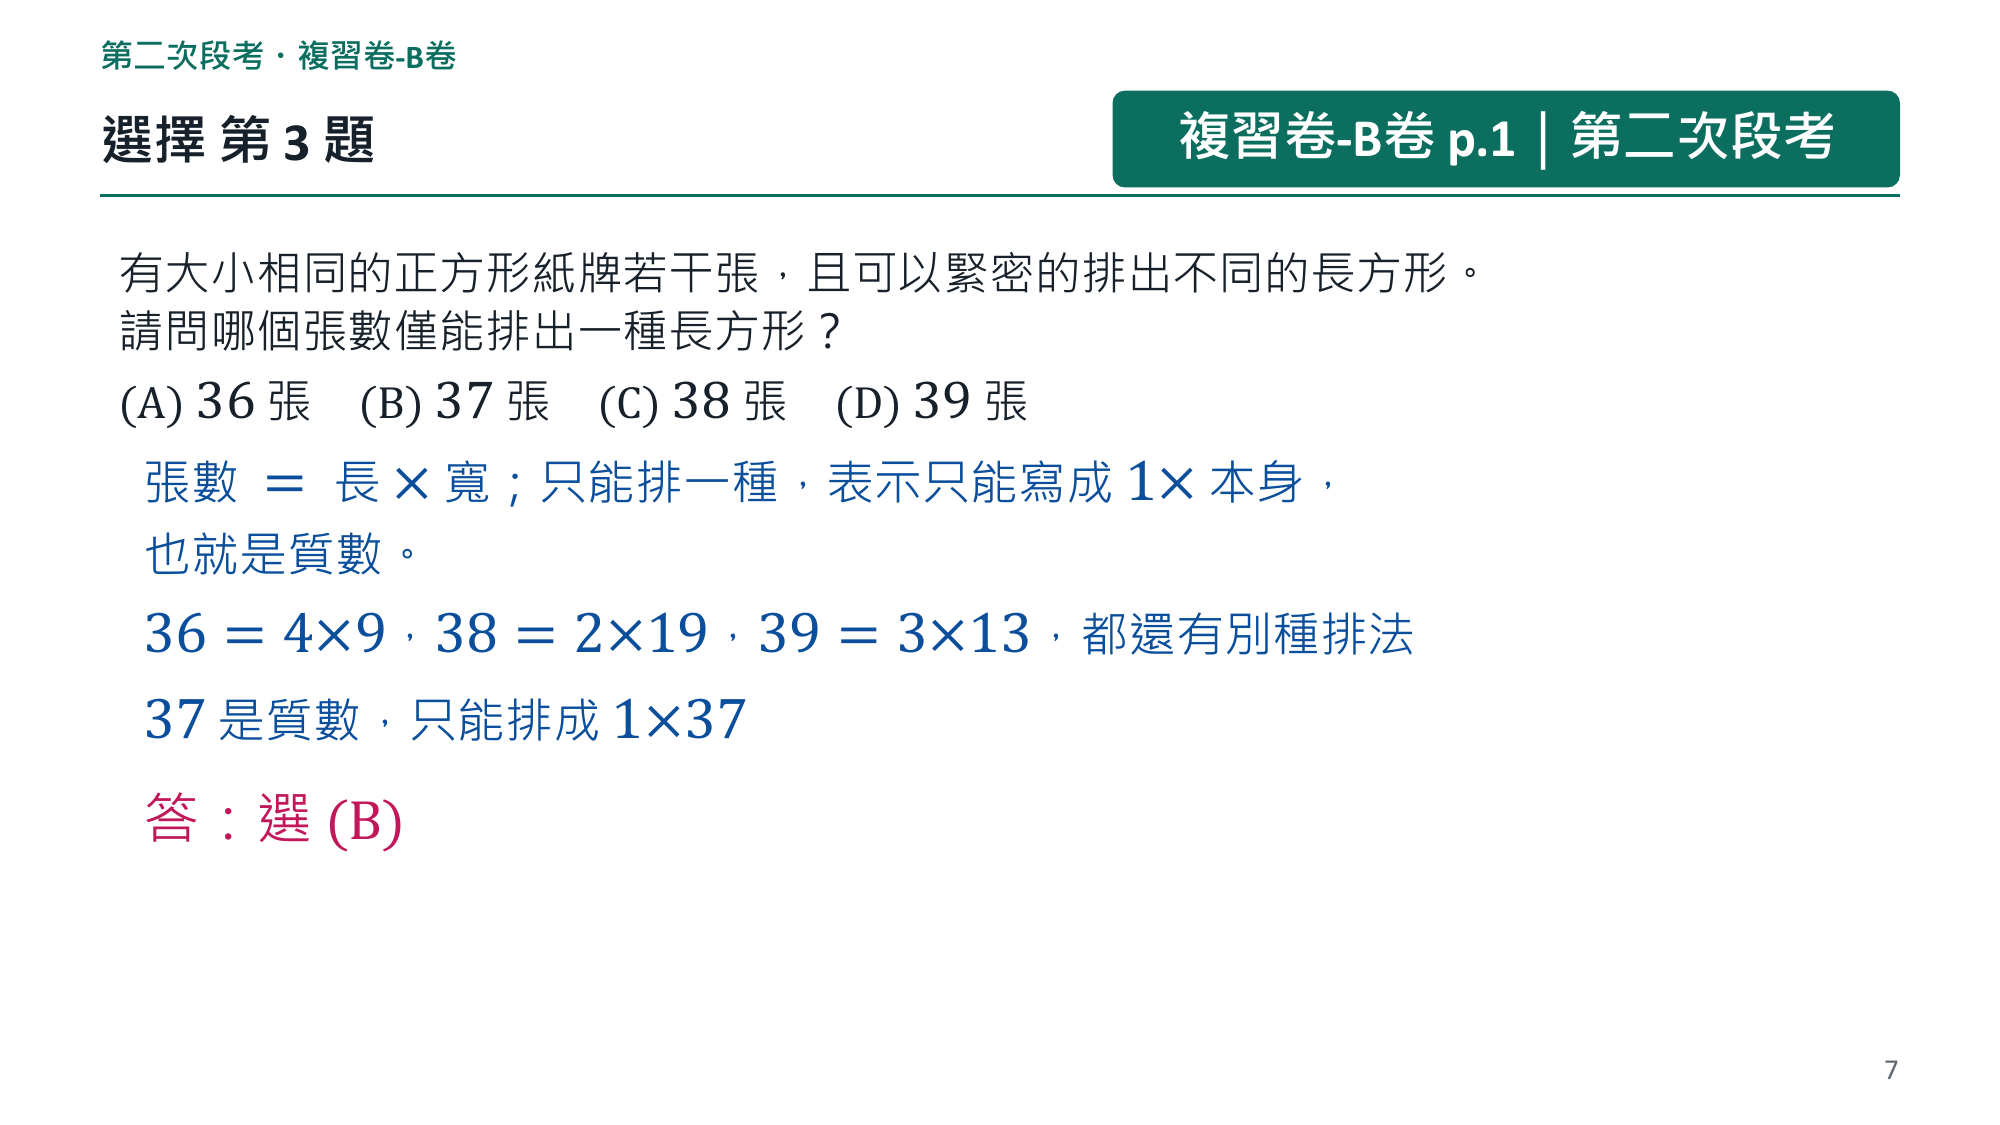 第二次段考・複習卷-B卷
選擇 第 3 題
複習卷-B卷 p.1｜第二次段考
有大小相同的正方形紙牌若干張，且可以緊密的排出不同的長方形。
請問哪個張數僅能排出一種長方形？
(A) 36 張　(B) 37 張　(C) 38 張　(D) 39 張
張數 = 長 × 寬；只能排一種，表示只能寫成 1× 本身，
也就是質數。
36 = 4×9，38 = 2×19，39 = 3×13，都還有別種排法
37 是質數，只能排成 1×37
答：選 (B)
7